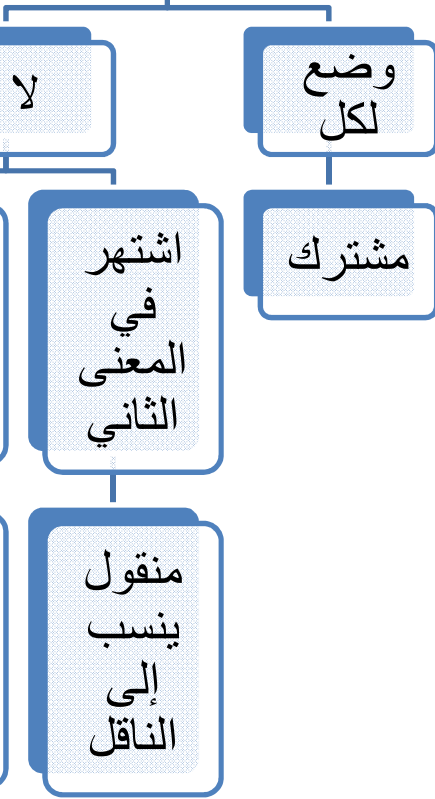 وضع
لكل
لا
مشترك
اشتهر
في
المعنى
الثاني
منقول
ينسب
إلى
الناقل